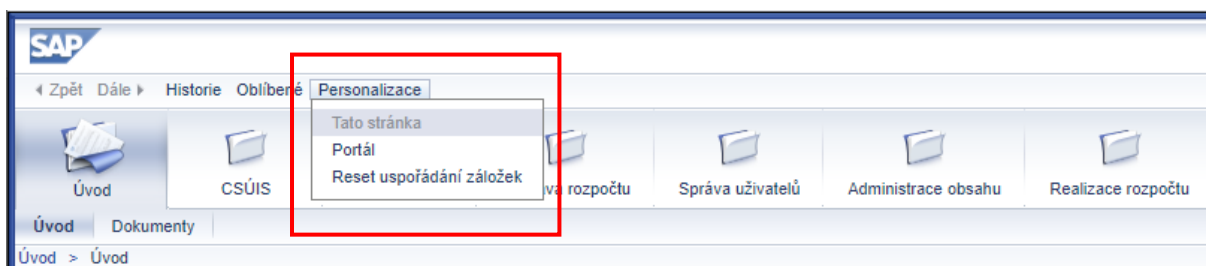 SAP
Zpět Dále Historie Oblíbené Personalizace
Tato stránka
Portál
Reset uspořádání záložek
Úvod CSÚIS rozpočtu Správa uživatelů Administrace obsahu Realizace rozpočtu
Úvod Dokumenty
Úvod > Úvod